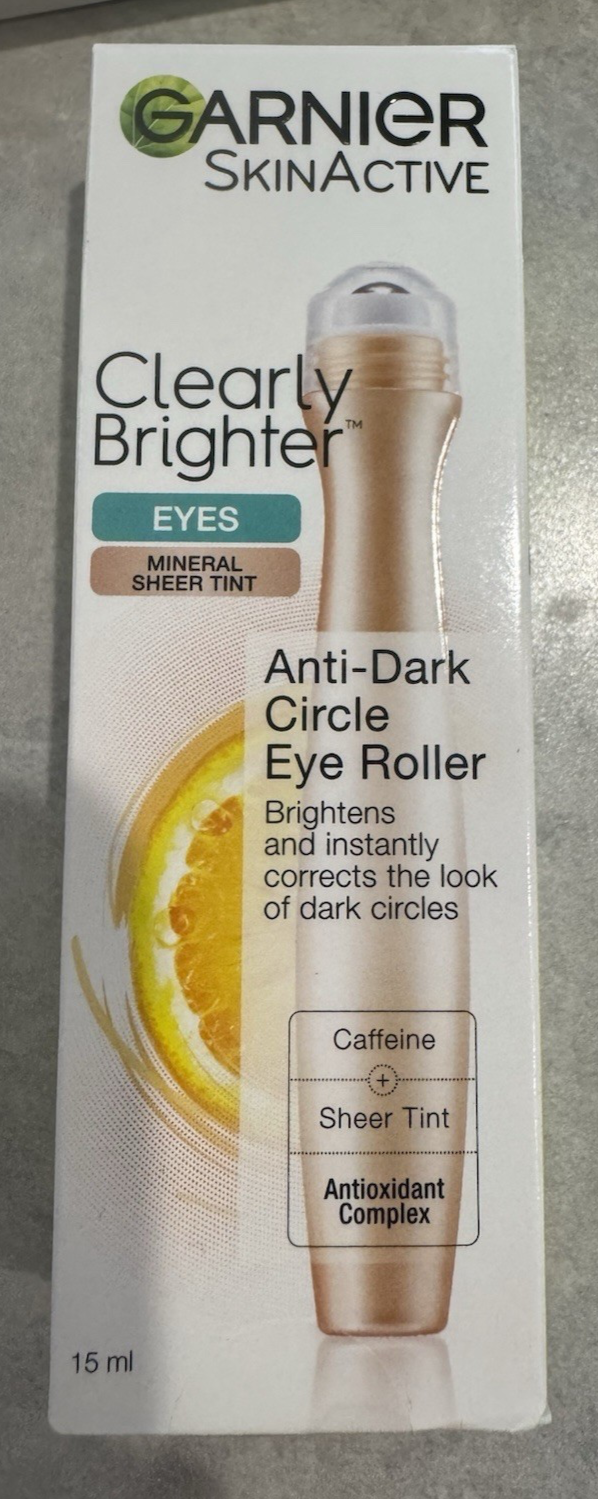 GARNIER
SKINACTIVE
Clearly
Brighter™
EYES
MINERAL
SHEER TINT
Anti-Dark
Circle
Eye Roller
Brightens
and instantly
corrects the look
of dark circles
Caffeine
+
Sheer Tint
Antioxidant
Complex
15 ml